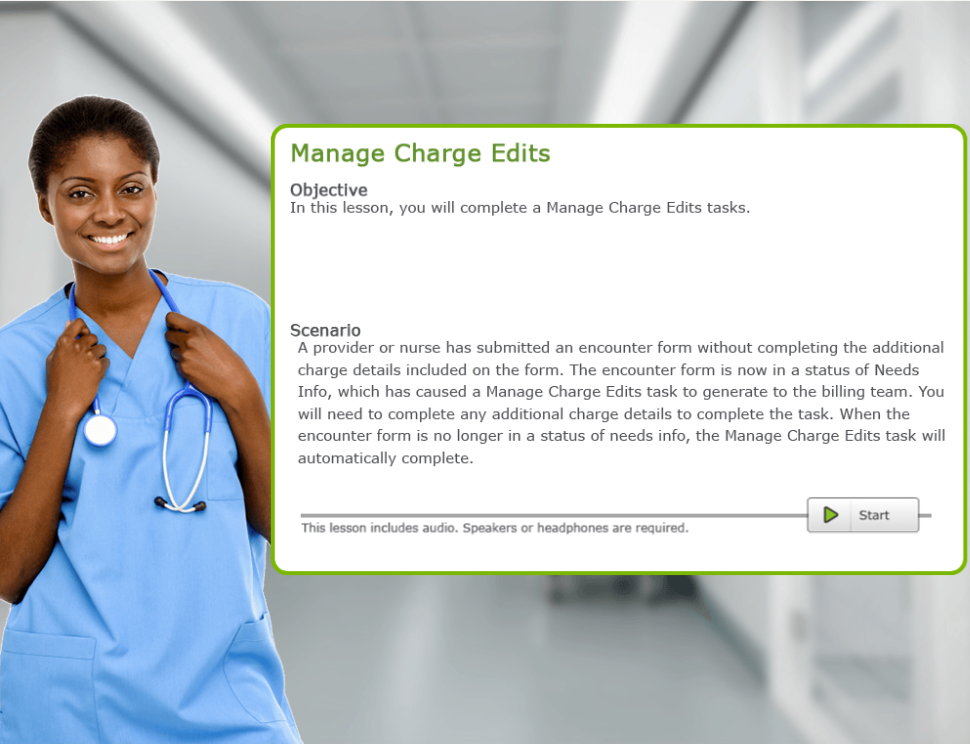 Manage Charge Edits
Objective
In this lesson, you will complete a Manage Charge Edits tasks.
Scenario
A provider or nurse has submitted an encounter form without completing the additional
charge details included on the form. The encounter form is now in a status of Needs
Info, which has caused a Manage Charge Edits task to generate to the billing team. You
will need to complete any additional charge details to complete the task. When the
encounter form is no longer in a status of needs info, the Manage Charge Edits task will
automatically complete.
Start
This lesson includes audio. Speakers or headphones are required.